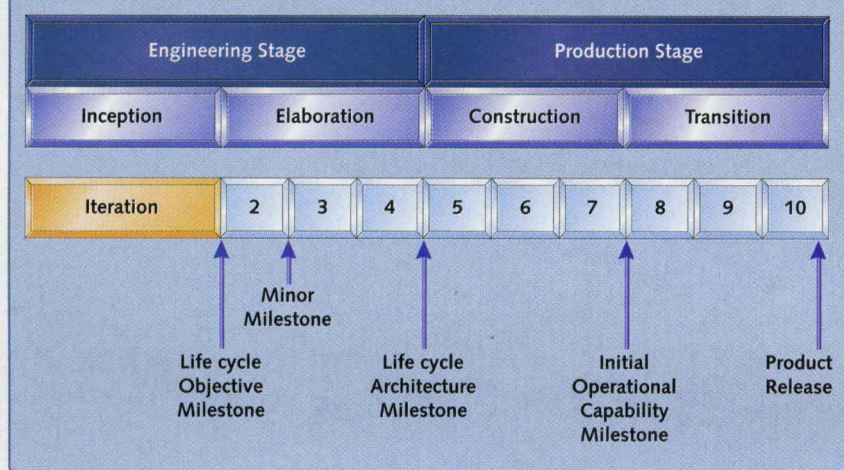 Engineering Stage
Production Stage
Inception
Elaboration
Construction
Transition
Iteration
2
3
4
5
6
7
8
9
10
Minor
Milestone
Life cycle
Objective
Milestone
Life cycle
Architecture
Milestone
Initial
Operational
Capability
Milestone
Product
Release